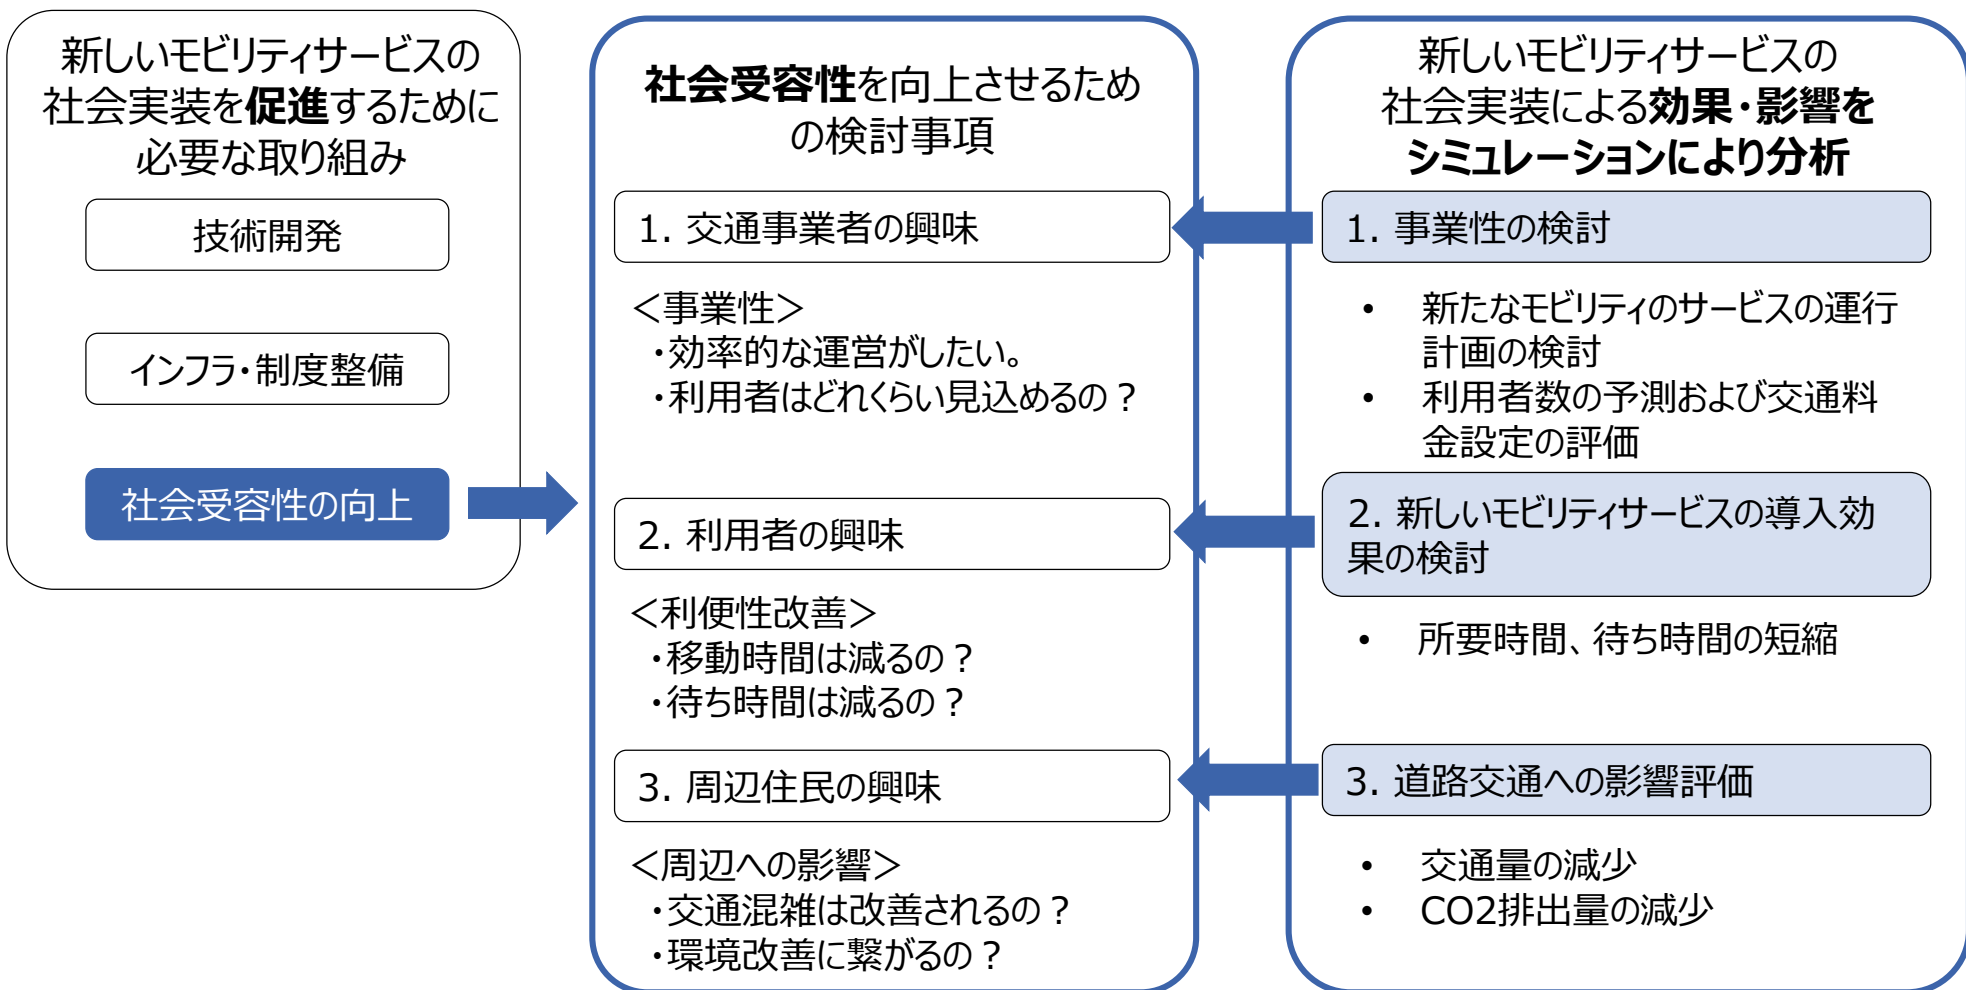 新しいモビリティサービスの
社会実装を促進するために
必要な取り組み
技術開発
インフラ・制度整備
社会受容性の向上
社会受容性を向上させるため
の検討事項
1. 交通事業者の興味
＜事業性＞
・効率的な運営がしたい。
・利用者はどれくらい見込めるの？
2. 利用者の興味
＜利便性改善＞
・移動時間は減るの？
・待ち時間は減るの？
3. 周辺住民の興味
＜周辺への影響＞
・交通混雑は改善されるの？
・環境改善に繋がるの？
新しいモビリティサービスの
社会実装による効果・影響を
シミュレーションにより分析
1. 事業性の検討
• 新たなモビリティのサービスの運行
計画の検討
• 利用者数の予測および交通料
金設定の評価
2. 新しいモビリティサービスの導入効
果の検討
• 所要時間、待ち時間の短縮
3. 道路交通への影響評価
• 交通量の減少
• CO2排出量の減少